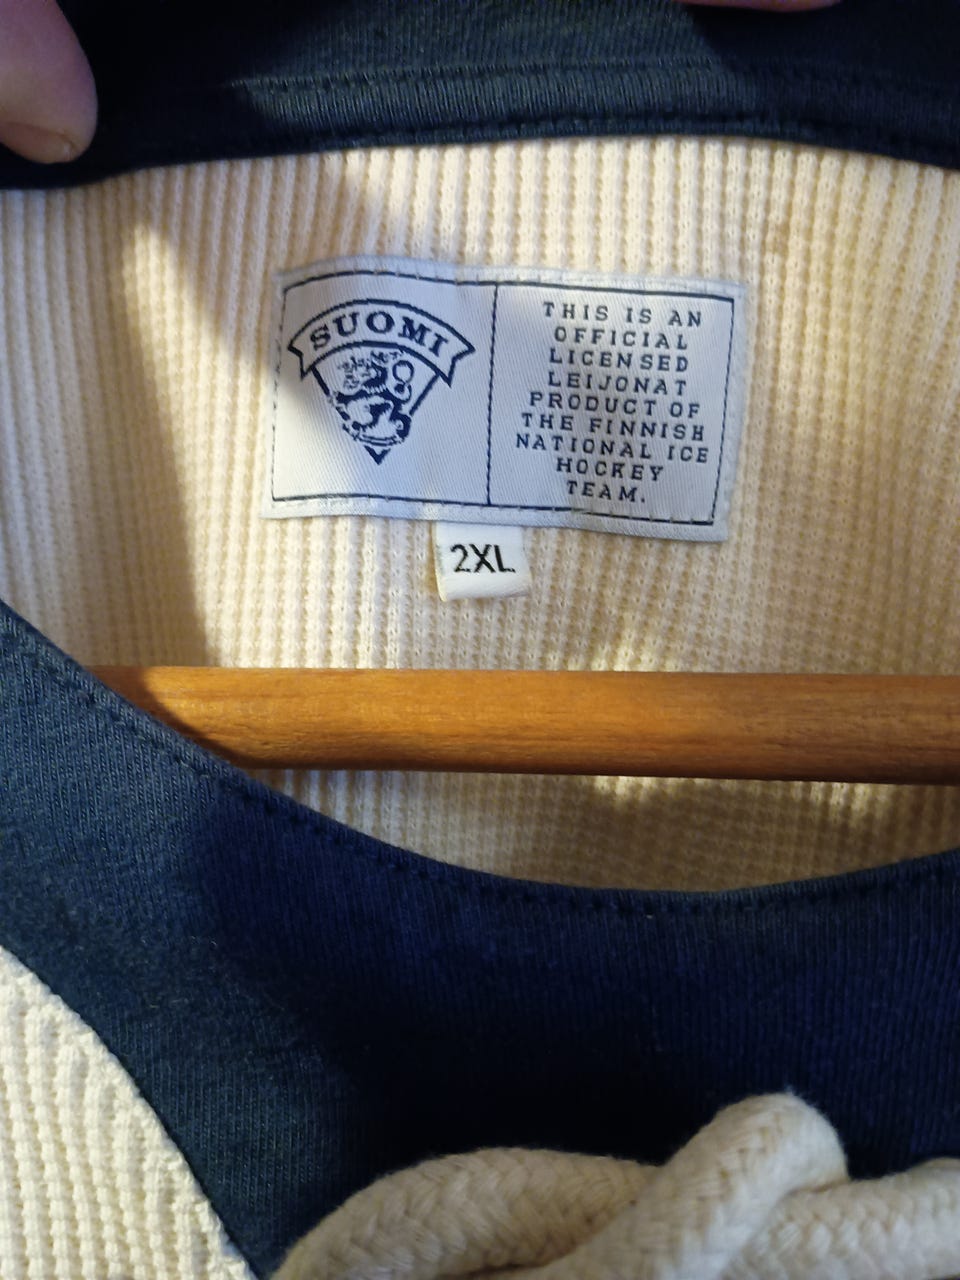 SUOMI
THIS IS AN
OFFICIAL
LICENSED
LEIJONAT
PRODUCT OF
THE FINNISH
NATIONAL ICE
HOCKEY
TEAM.
2XL